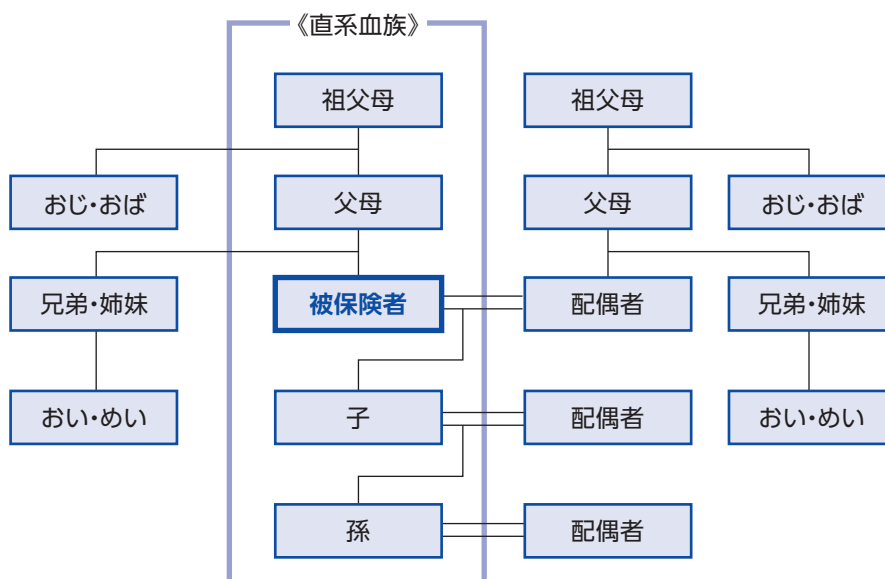 《直系血族》
祖父母
祖父母
おじ・おば
父母
父母
おじ・おば
兄弟・姉妹
被保険者
配偶者
兄弟・姉妹
おい・めい
子
配偶者
おい・めい
孫
配偶者